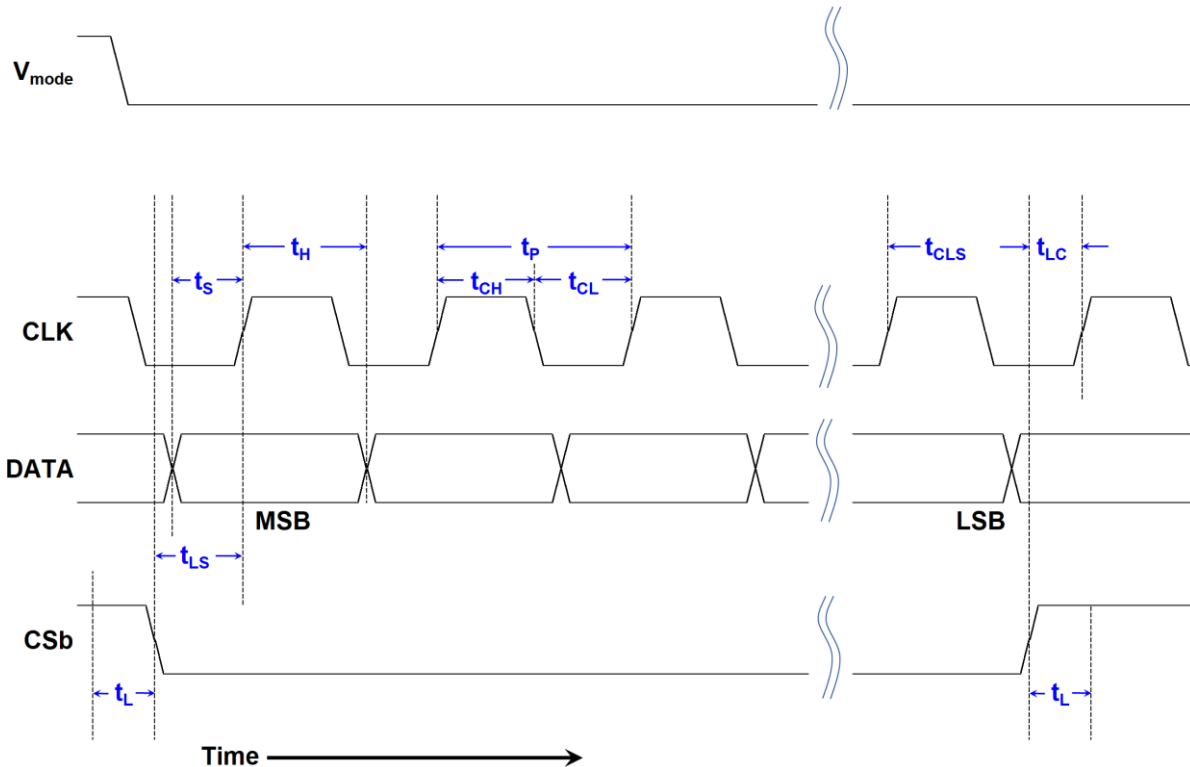 Vmode
tH
tP
tCLS
tLC
tS
tCH
tCL
CLK
DATA
MSB
LSB
tLS
CSb
tL
tL
Time